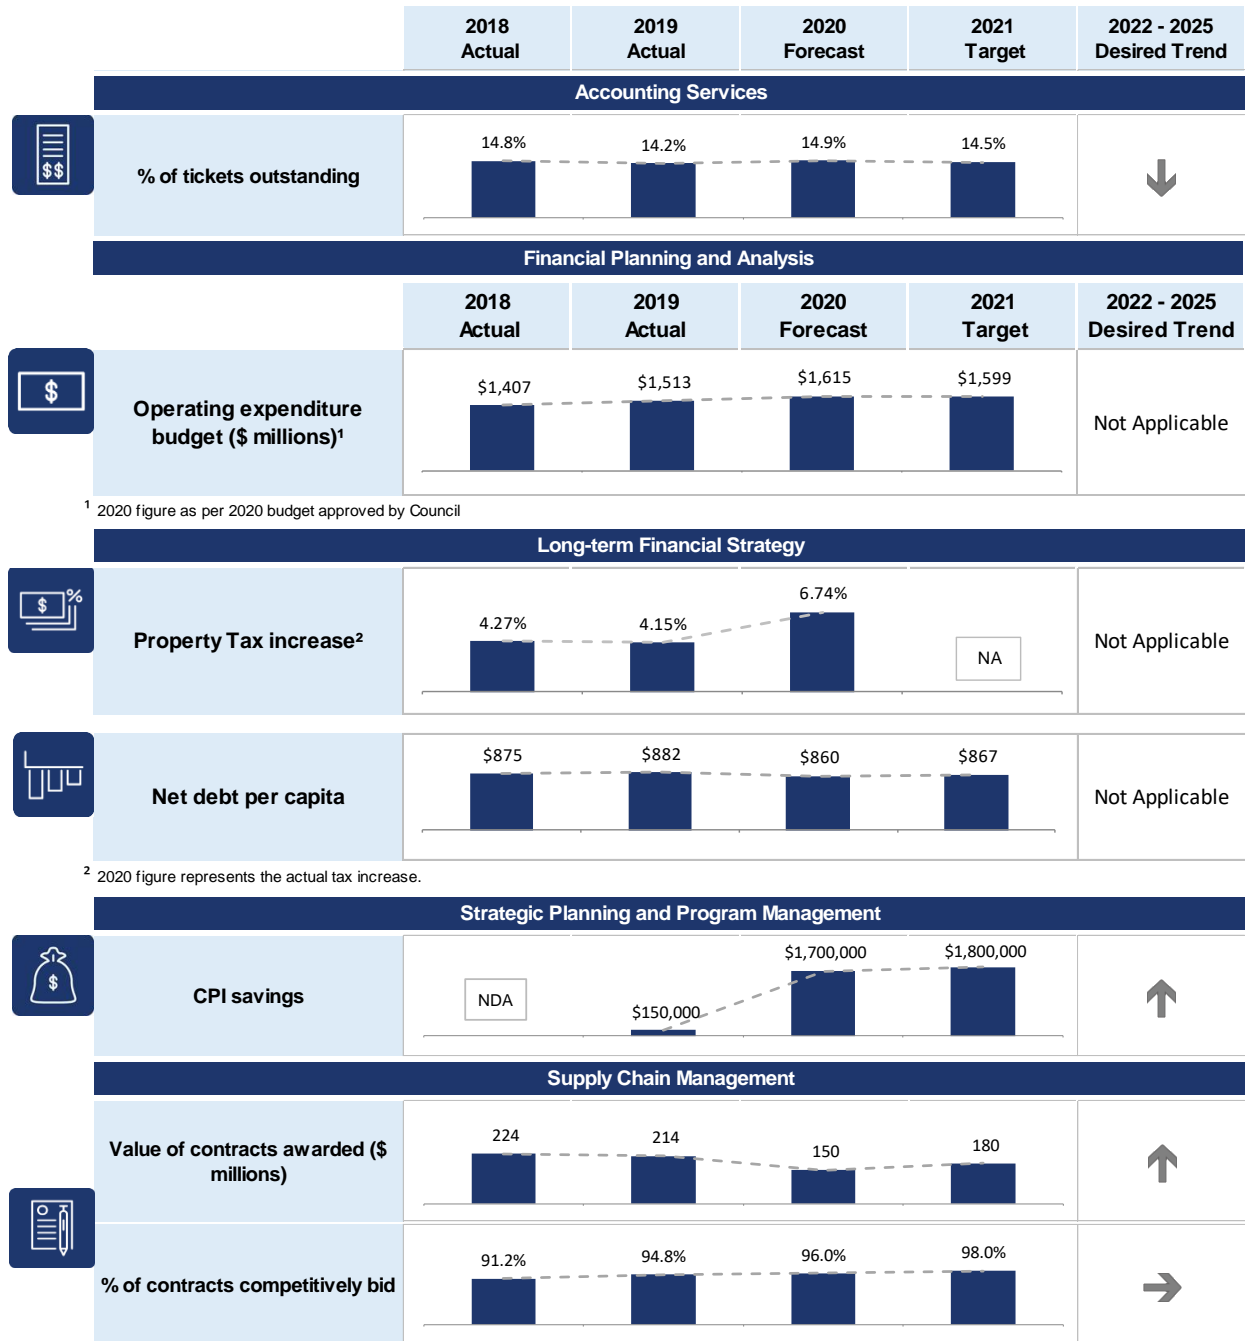 2018 2019 2020 2021 2022 - 2025
Actual Actual Forecast Target Desired Trend
Accounting Services
$$
% of tickets outstanding
14.8% 14.2% 14.9% 14.5%
Financial Planning and Analysis
2018 2019 2020 2021 2022 - 2025
Actual Actual Forecast Target Desired Trend
$
Operating expenditure
budget ($ millions)¹
$1,407 $1,513 $1,615 $1,599
Not Applicable
¹ 2020 figure as per 2020 budget approved by Council
Long-term Financial Strategy
$ %
Property Tax increase²
4.27% 4.15% 6.74% NA
Not Applicable
Net debt per capita
$875 $882 $860 $867
Not Applicable
² 2020 figure represents the actual tax increase.
Strategic Planning and Program Management
$
CPI savings
NDA $150,000 $1,700,000 $1,800,000
Supply Chain Management
Value of contracts awarded ($
millions)
224 214 150 180
% of contracts competitively bid
91.2% 94.8% 96.0% 98.0%